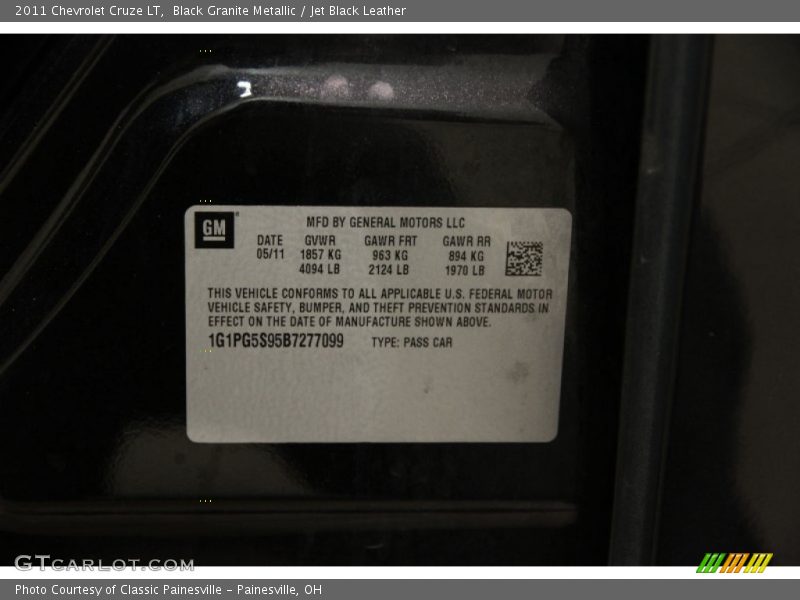 2011 Chevrolet Cruze LT,  Black Granite Metallic / Jet Black Leather
GM
MFD BY GENERAL MOTORS LLC
DATE GVWR GAWR FRT GAWR RR
05/11 1857 KG 963 KG 894 KG
4094 LB 2124 LB 1970 LB
THIS VEHICLE CONFORMS TO ALL APPLICABLE U.S. FEDERAL MOTOR
VEHICLE SAFETY, BUMPER, AND THEFT PREVENTION STANDARDS IN
EFFECT ON THE DATE OF MANUFACTURE SHOWN ABOVE.
1G1PG5S95B7277099 TYPE: PASS CAR
GTCARLOT.COM
Photo Courtesy of Classic Painesville - Painesville, OH